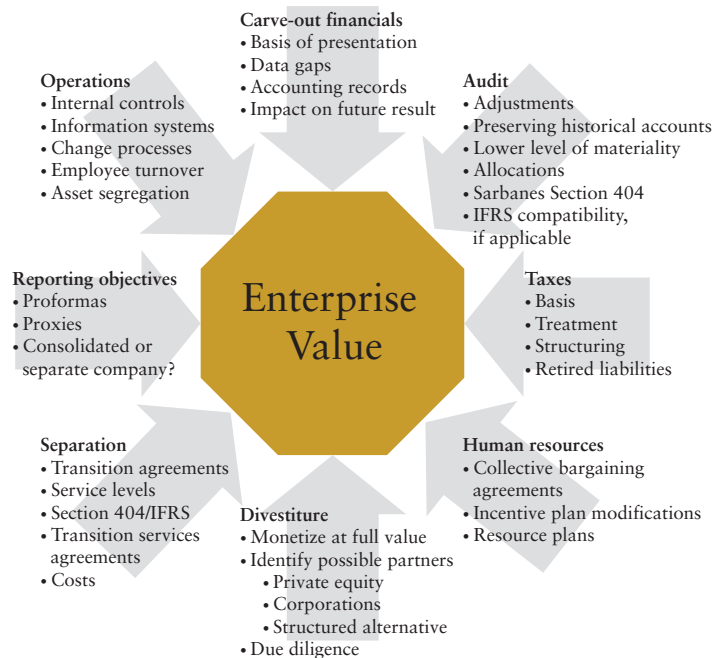 Carve-out financials
• Basis of presentation
• Data gaps
• Accounting records
• Impact on future result
Operations
• Internal controls
• Information systems
• Change processes
• Employee turnover
• Asset segregation
Audit
• Adjustments
• Preserving historical accounts
• Lower level of materiality
• Allocations
• Sarbanes Section 404
• IFRS compatibility,
if applicable
Reporting objectives
• Proformas
• Proxies
• Consolidated or
separate company?
Enterprise
Value
Taxes
• Basis
• Treatment
• Structuring
• Retired liabilities
Separation
• Transition agreements
• Service levels
• Section 404/IFRS
• Transition services
agreements
• Costs
Divestiture
• Monetize at full value
• Identify possible partners
• Private equity
• Corporations
• Structured alternative
• Due diligence
Human resources
• Collective bargaining
agreements
• Incentive plan modifications
• Resource plans